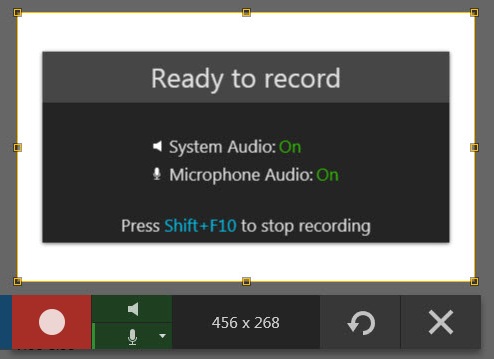 Ready to record
System Audio: On
Microphone Audio: On
Press Shift+F10 to stop recording
456 x 268